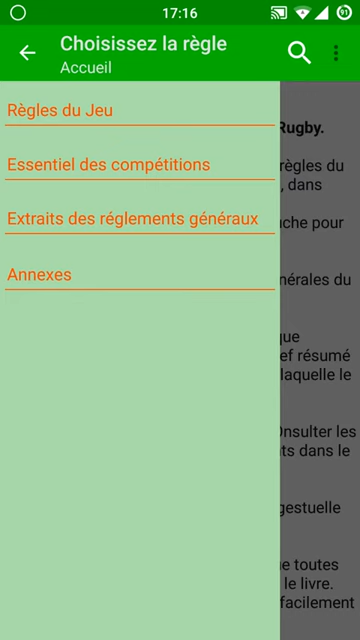 17:16
91
Choisissez la règle
Accueil
Règles du Jeu
Essentiel des compétitions
Extraits des réglements généraux
Annexes
Rugby.
règles du
, dans
che pour
nérales du
que
ef résumé
laquelle le
Onsulter les
ts dans le
gestuelle
e toutes
le livre.
facilement